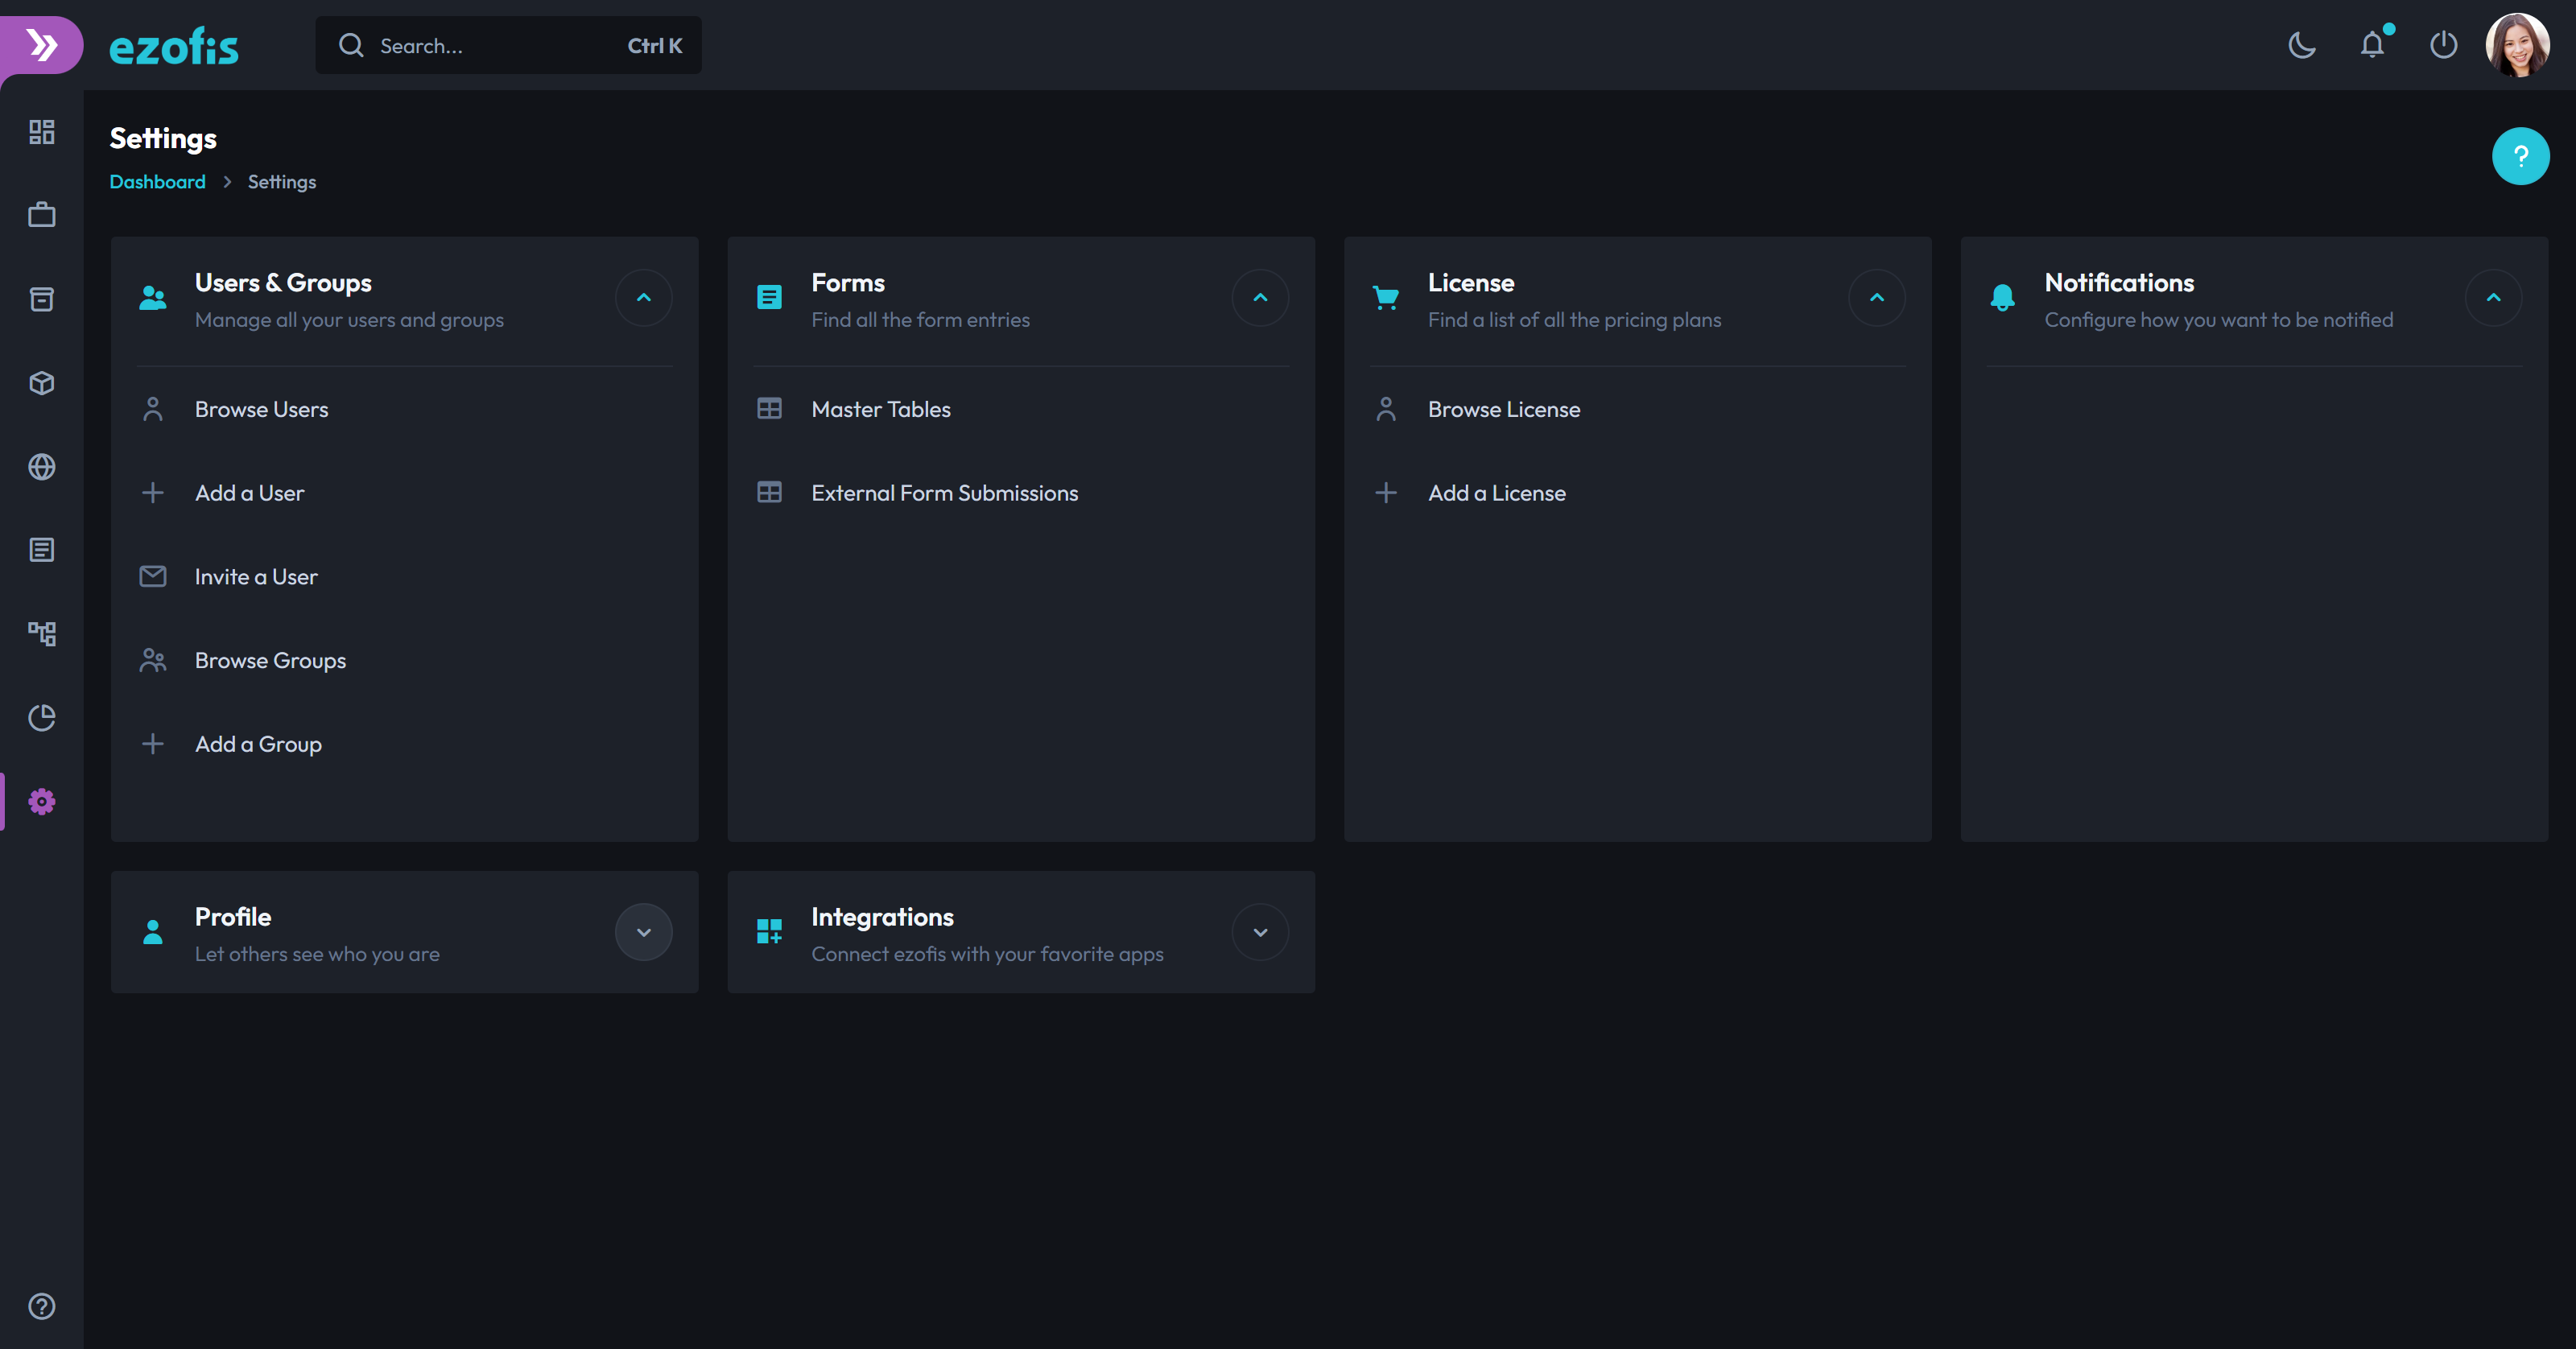 ezofis
Search...
Ctrl K
Settings
Dashboard
Settings
?
Users & Groups
Manage all your users and groups
Browse Users
Add a User
Invite a User
Browse Groups
Add a Group
Forms
Find all the form entries
Master Tables
External Form Submissions
License
Find a list of all the pricing plans
Browse License
Add a License
Notifications
Configure how you want to be notified
Profile
Let others see who you are
Integrations
Connect ezofis with your favorite apps